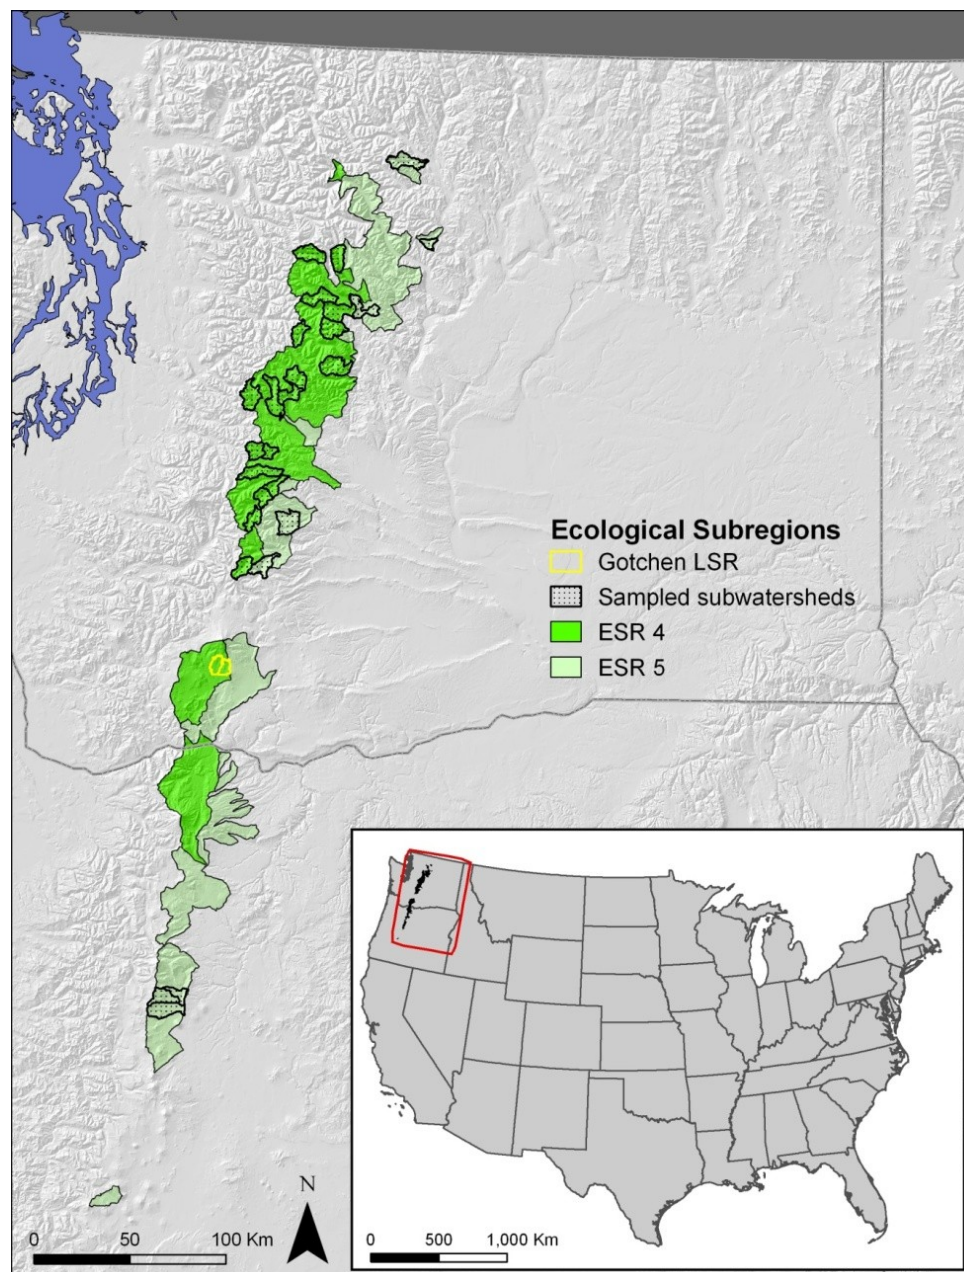 Ecological Subregions
Gotchen LSR
Sampled subwatersheds
ESR 4
ESR 5
N
0 50 100 Km
0 500 1,000 Km